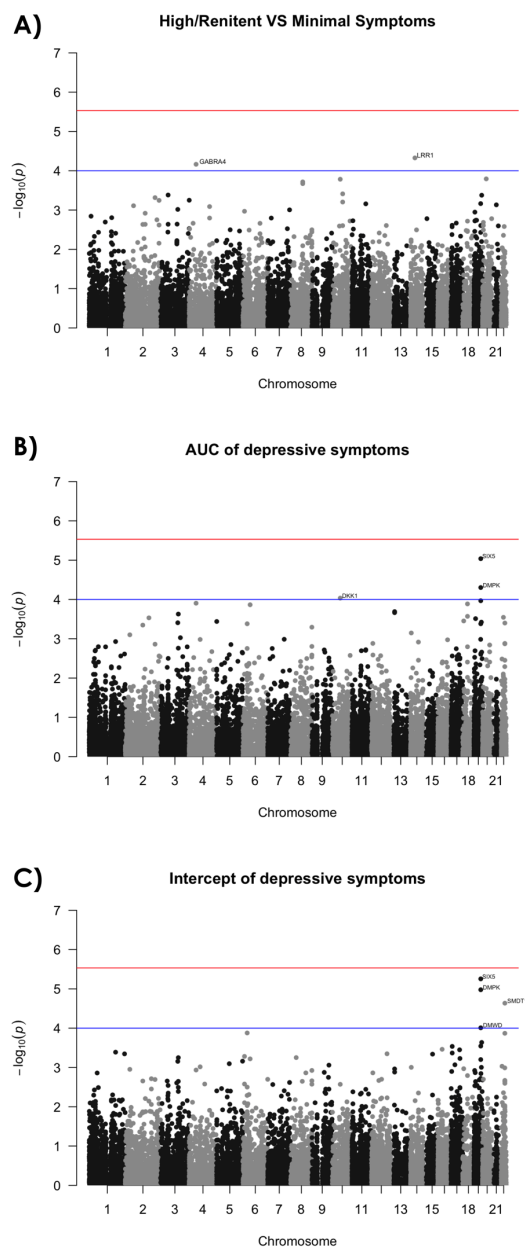 A)
High/Renitent VS Minimal Symptoms
7
6
5
4
3
2
1
0
−log10(p)
GABRA4
LRR1
1 2 3 4 5 6 7 8 9 11 13 15 18 21
Chromosome
B)
AUC of depressive symptoms
7
6
5
4
3
2
1
0
−log10(p)
SIX5
DMPK
DKK1
1 2 3 4 5 6 7 8 9 11 13 15 18 21
Chromosome
C)
Intercept of depressive symptoms
7
6
5
4
3
2
1
0
−log10(p)
SIX5
DMPK
SMDT
DMWD
1 2 3 4 5 6 7 8 9 11 13 15 18 21
Chromosome